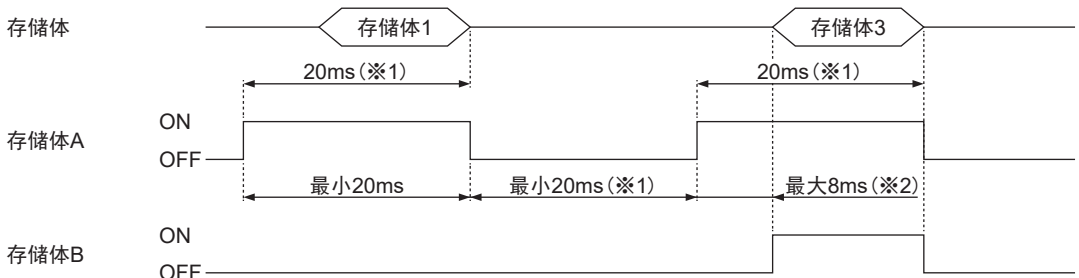 存储体
存储体1
存储体3
20ms(※1)
20ms(※1)
存储体A
ON
OFF
最小20ms
最小20ms(※1)
最大8ms(※2)
存储体B
ON
OFF